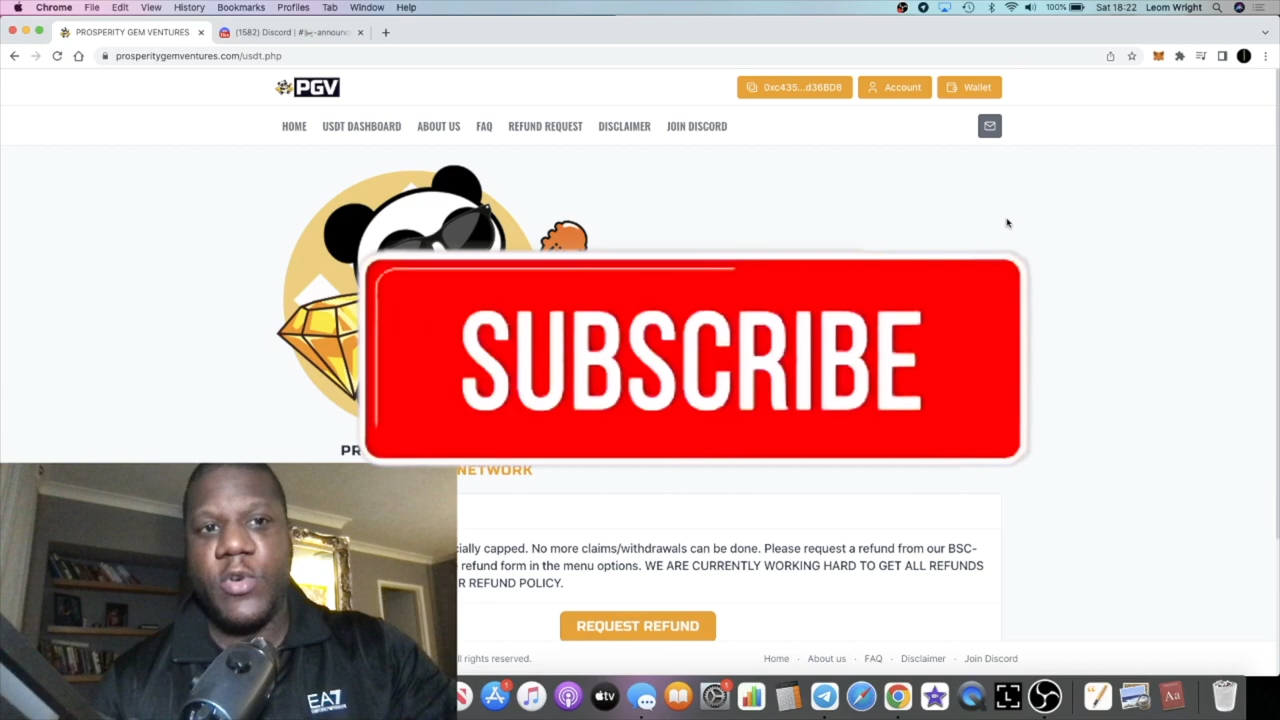 Chrome File Edit View History Bookmarks Profiles Tab Window Help 100% Sat 18:22 Leom Wright
PROSPERITY GEM VENTURES (1582) Discord | #
prosperitygemventures.com/usdt.php
PGV 0xc435...d36BD8 Account Wallet
HOME USDT DASHBOARD ABOUT US FAQ REFUND REQUEST DISCLAIMER JOIN DISCORD
SUBSCRIBE
PR
NETWORK
cially capped. No more claims/withdrawals can be done. Please request a refund from our BSC-
refund form in the menu options. WE ARE CURRENTLY WORKING HARD TO GET ALL REFUNDS
R REFUND POLICY.
REQUEST REFUND
ll rights reserved. Home · About us · FAQ · Disclaimer · Join Discord
EA7
tv
Aa